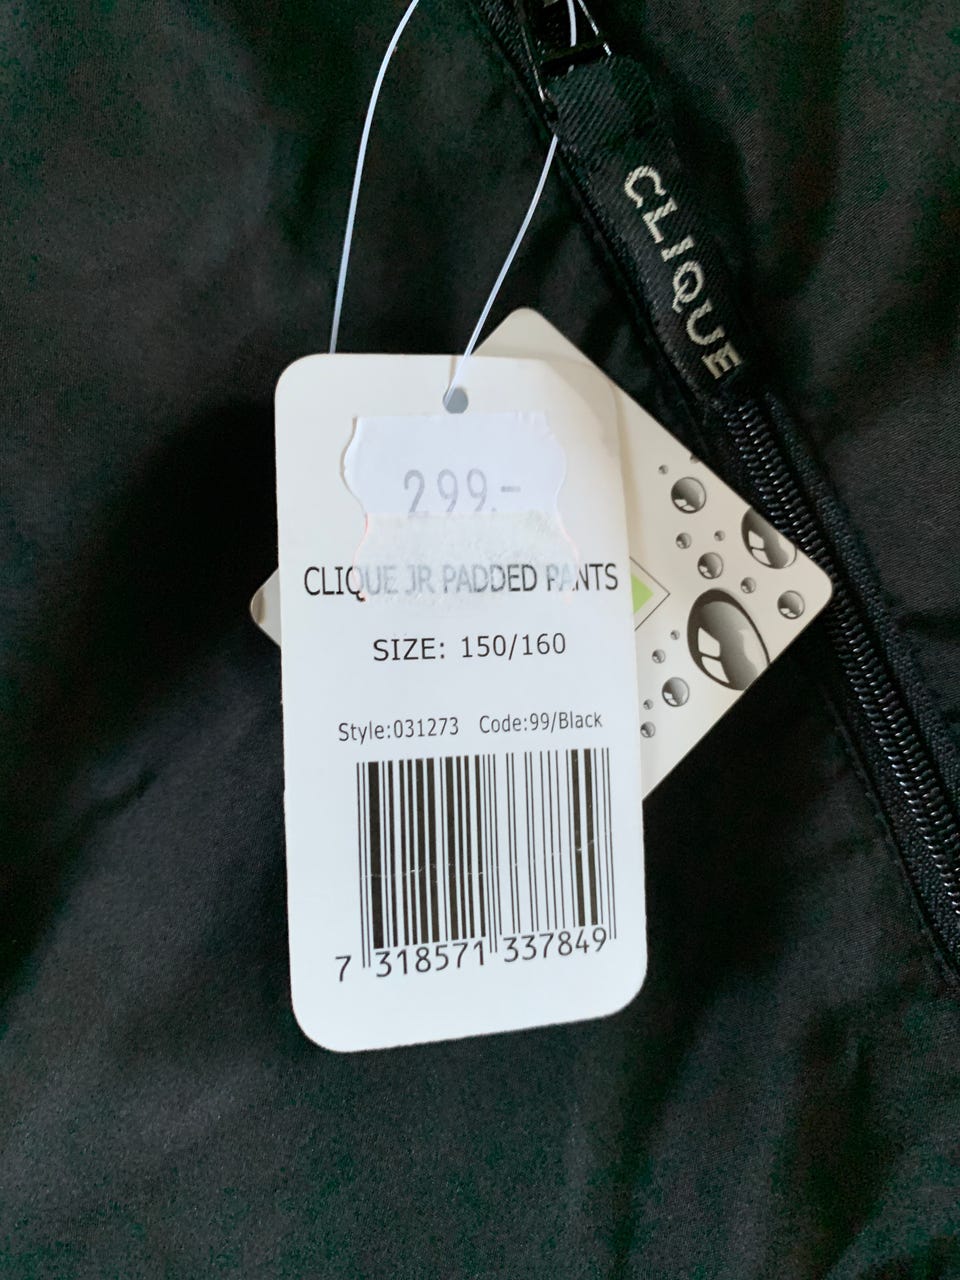 CLIQUE
299.-
CLIQUE JR PADDED PANTS
SIZE: 150/160
Style:031273 Code:99/Black
7 318571 337849